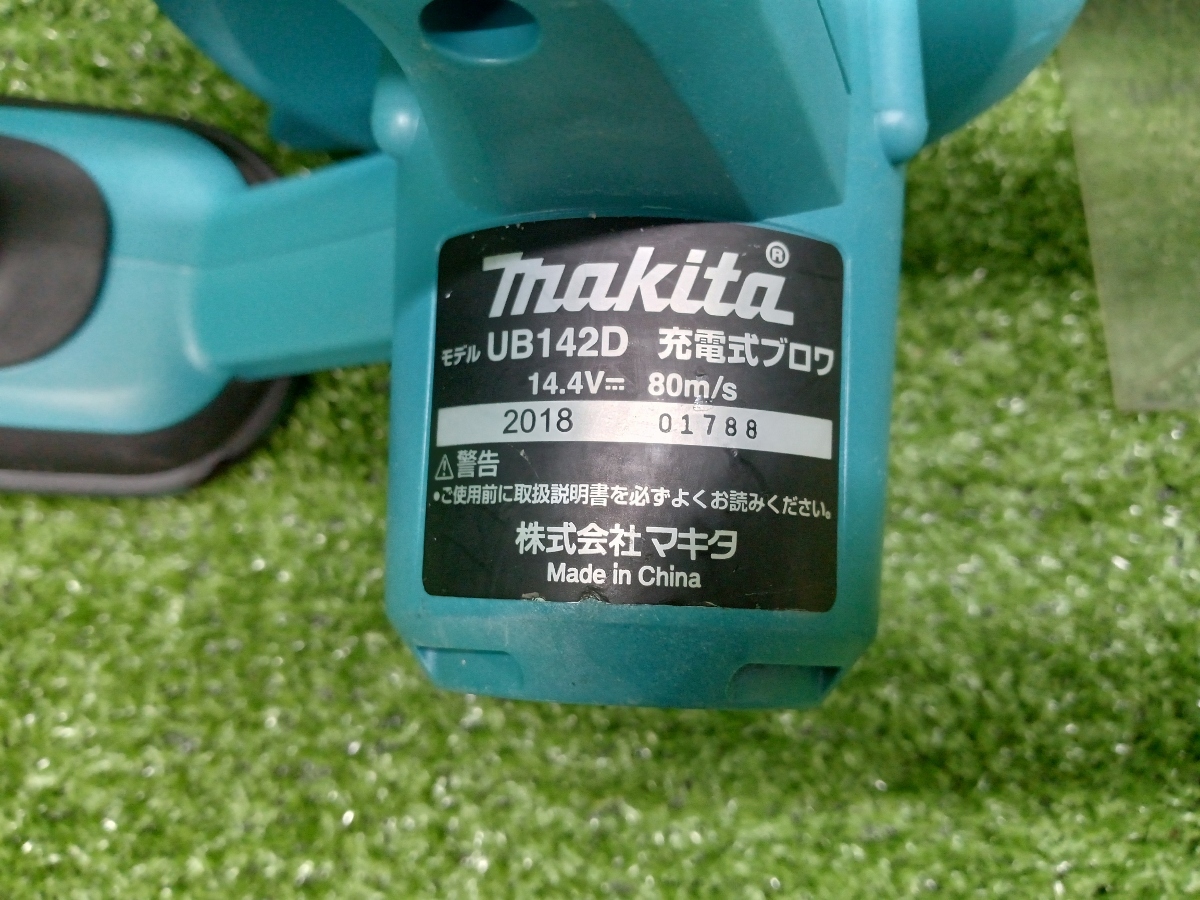 makita®
モデル UB142D 充電式ブロワ
14.4V⎓ 80m/s
2018 01788
⚠警告
•ご使用前に取扱説明書を必ずよくお読みください。
株式会社マキタ
Made in China